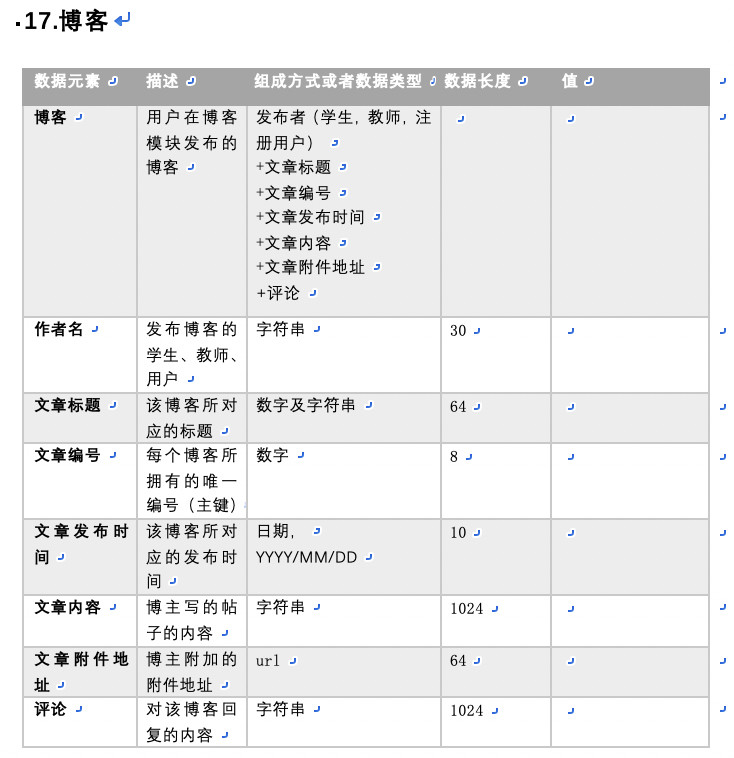 17.博客
数据元素 描述 组成方式或者数据类型 数据长度 值
博客
用户在博客
模块发布的
博客
发布者（学生，教师，注
册用户）
+文章标题
+文章编号
+文章发布时间
+文章内容
+文章附件地址
+评论
作者名
发布博客的
学生、教师、
用户
字符串
30
文章标题
该博客所对
应的标题
数字及字符串
64
文章编号
每个博客所
拥有的唯一
编号（主键）
数字
8
文章发布时
间
该博客所对
应的发布时
间
日期，
YYYY/MM/DD
10
文章内容
博主写的帖
子的内容
字符串
1024
文章附件地
址
博主附加的
附件地址
url
64
评论
对该博客回
复的内容
字符串
1024